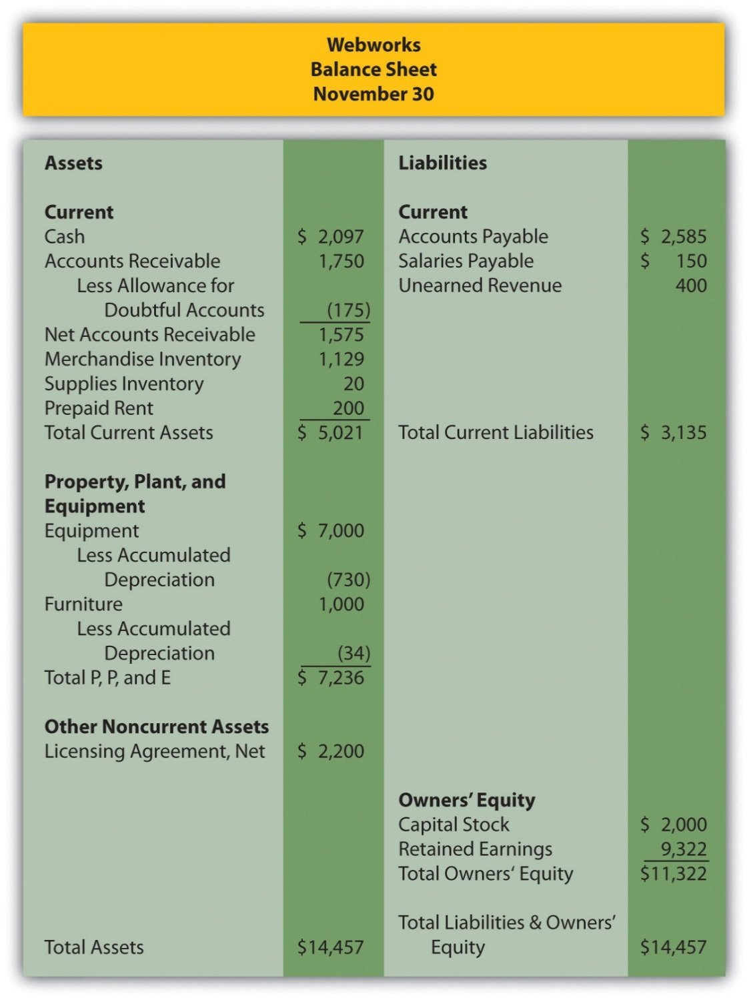 Webworks
Balance Sheet
November 30
Assets
Current
Cash $ 2,097
Accounts Receivable 1,750
Less Allowance for
Doubtful Accounts (175)
Net Accounts Receivable 1,575
Merchandise Inventory 1,129
Supplies Inventory 20
Prepaid Rent 200
Total Current Assets $ 5,021
Property, Plant, and
Equipment
Equipment $ 7,000
Less Accumulated
Depreciation (730)
Furniture 1,000
Less Accumulated
Depreciation (34)
Total P, P, and E $ 7,236
Other Noncurrent Assets
Licensing Agreement, Net $ 2,200
Total Assets $14,457
Liabilities
Current
Accounts Payable $ 2,585
Salaries Payable $ 150
Unearned Revenue 400
Total Current Liabilities $ 3,135
Owners’ Equity
Capital Stock $ 2,000
Retained Earnings 9,322
Total Owners‘ Equity $11,322
Total Liabilities & Owners’
Equity $14,457